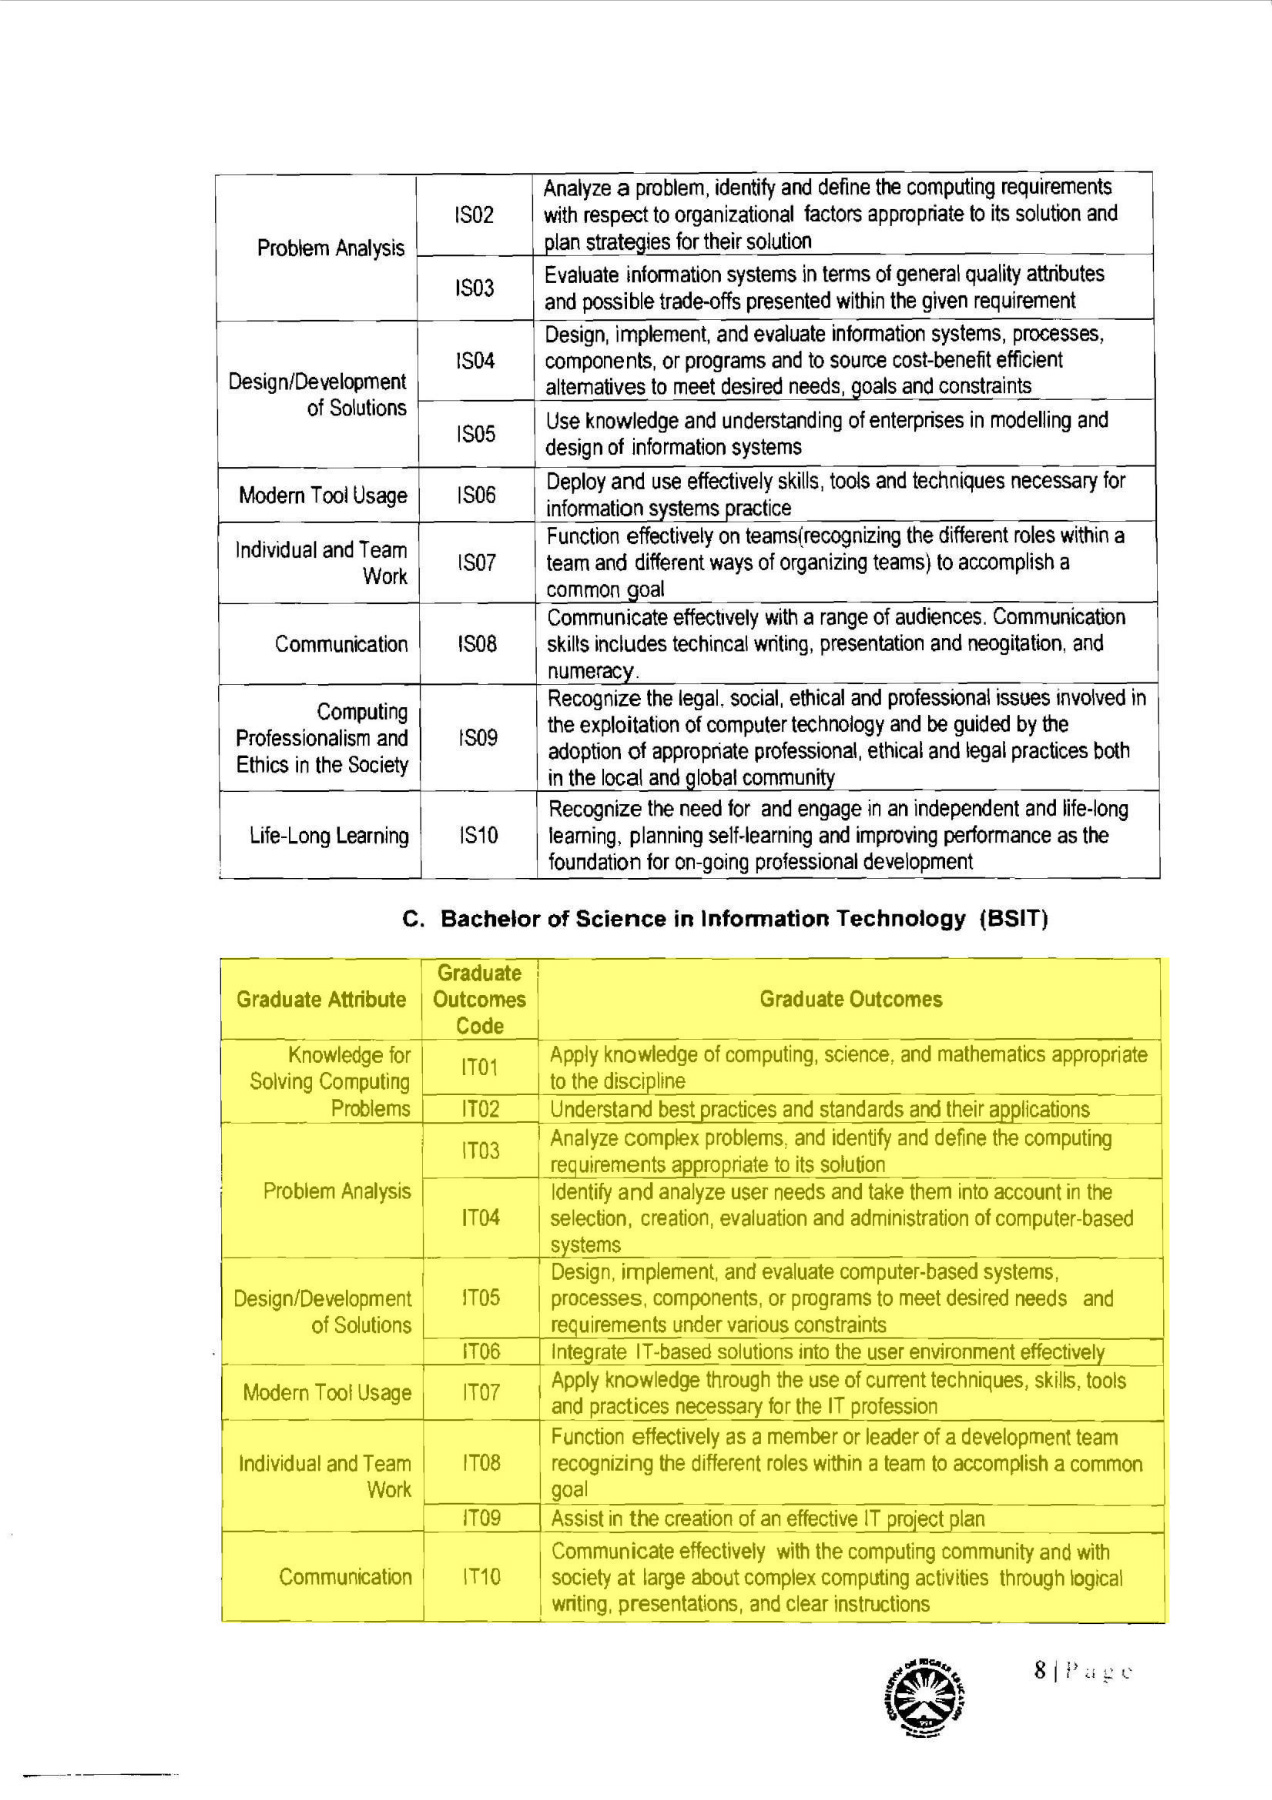 Problem Analysis
IS02
Analyze a problem, identify and define the computing requirements
with respect to organizational factors appropriate to its solution and
plan strategies for their solution
IS03
Evaluate information systems in terms of general quality attributes
and possible trade-offs presented within the given requirement
Design/Development
of Solutions
IS04
Design, implement, and evaluate information systems, processes,
components, or programs and to source cost-benefit efficient
alternatives to meet desired needs, goals and constraints
IS05
Use knowledge and understanding of enterprises in modelling and
design of information systems
Modern Tool Usage
IS06
Deploy and use effectively skills, tools and techniques necessary for
information systems practice
Individual and Team
Work
IS07
Function effectively on teams(recognizing the different roles within a
team and different ways of organizing teams) to accomplish a
common goal
Communication
IS08
Communicate effectively with a range of audiences. Communication
skills includes techincal writing, presentation and neogitation, and
numeracy.
Computing
Professionalism and
Ethics in the Society
IS09
Recognize the legal, social, ethical and professional issues involved in
the exploitation of computer technology and be guided by the
adoption of appropriate professional, ethical and legal practices both
in the local and global community
Life-Long Learning
IS10
Recognize the need for and engage in an independent and life-long
learning, planning self-learning and improving performance as the
foundation for on-going professional development
C. Bachelor of Science in Information Technology (BSIT)
Graduate Attribute
Graduate
Outcomes
Code
Graduate Outcomes
Knowledge for
Solving Computing
Problems
IT01
Apply knowledge of computing, science, and mathematics appropriate
to the discipline
IT02
Understand best practices and standards and their applications
Problem Analysis
IT03
Analyze complex problems, and identify and define the computing
requirements appropriate to its solution
IT04
Identify and analyze user needs and take them into account in the
selection, creation, evaluation and administration of computer-based
systems
Design/Development
of Solutions
IT05
Design, implement, and evaluate computer-based systems,
processes, components, or programs to meet desired needs and
requirements under various constraints
IT06
Integrate IT-based solutions into the user environment effectively
Modern Tool Usage
IT07
Apply knowledge through the use of current techniques, skills, tools
and practices necessary for the IT profession
Individual and Team
Work
IT08
Function effectively as a member or leader of a development team
recognizing the different roles within a team to accomplish a common
goal
IT09
Assist in the creation of an effective IT project plan
Communication
IT10
Communicate effectively with the computing community and with
society at large about complex computing activities through logical
writing, presentations, and clear instructions
COMMISSION ON HIGHER EDUCATION
8 | Page